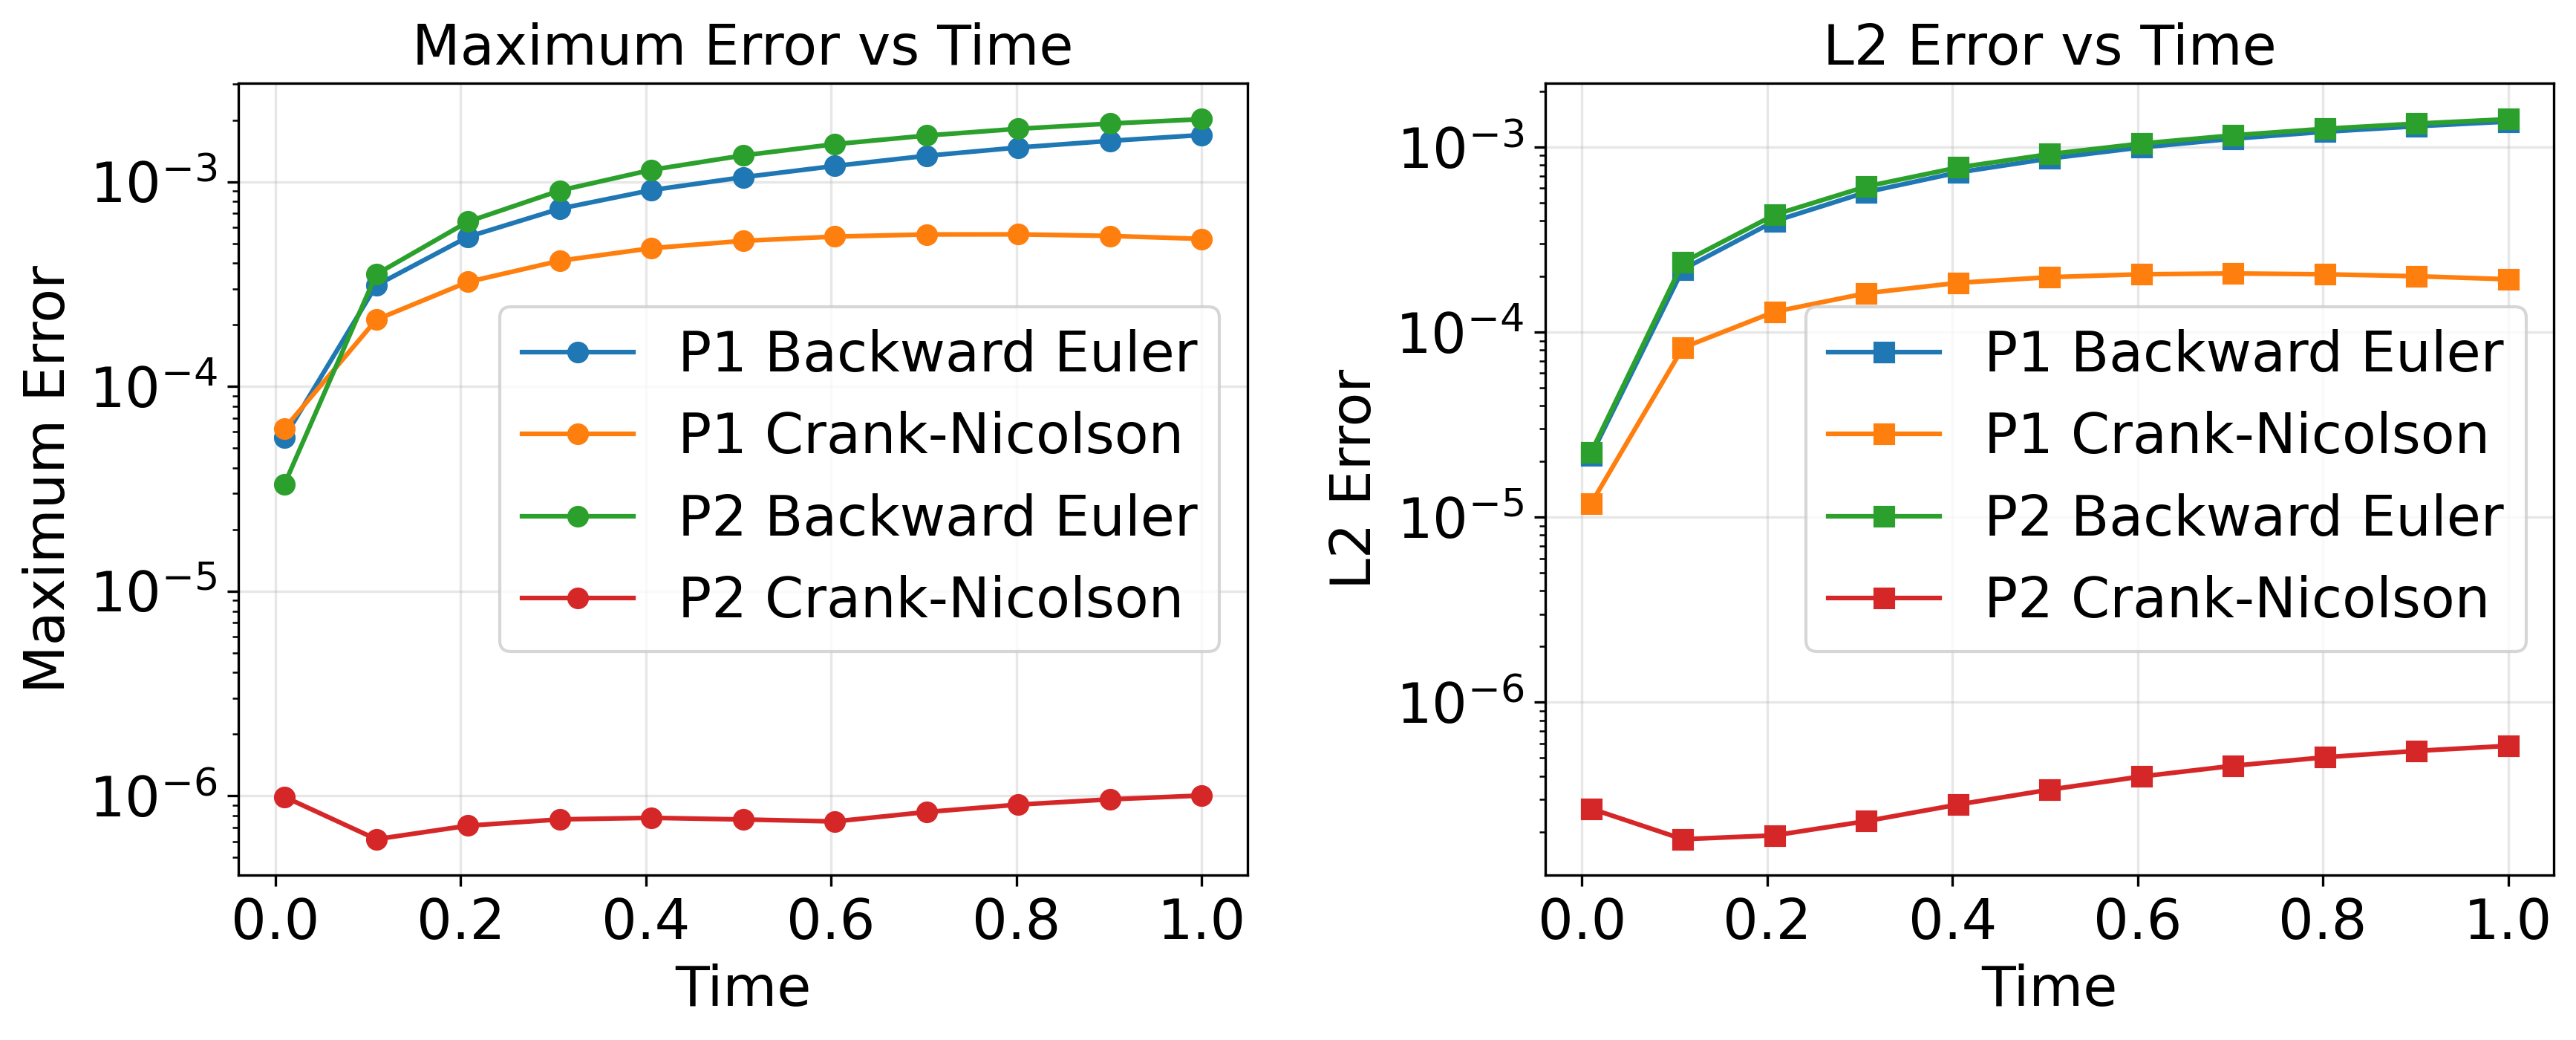 Maximum Error vs Time
Maximum Error
10⁻³
10⁻⁴
10⁻⁵
10⁻⁶
P1 Backward Euler
P1 Crank-Nicolson
P2 Backward Euler
P2 Crank-Nicolson
0.0 0.2 0.4 0.6 0.8 1.0
Time
L2 Error vs Time
L2 Error
10⁻³
10⁻⁴
10⁻⁵
10⁻⁶
P1 Backward Euler
P1 Crank-Nicolson
P2 Backward Euler
P2 Crank-Nicolson
0.0 0.2 0.4 0.6 0.8 1.0
Time